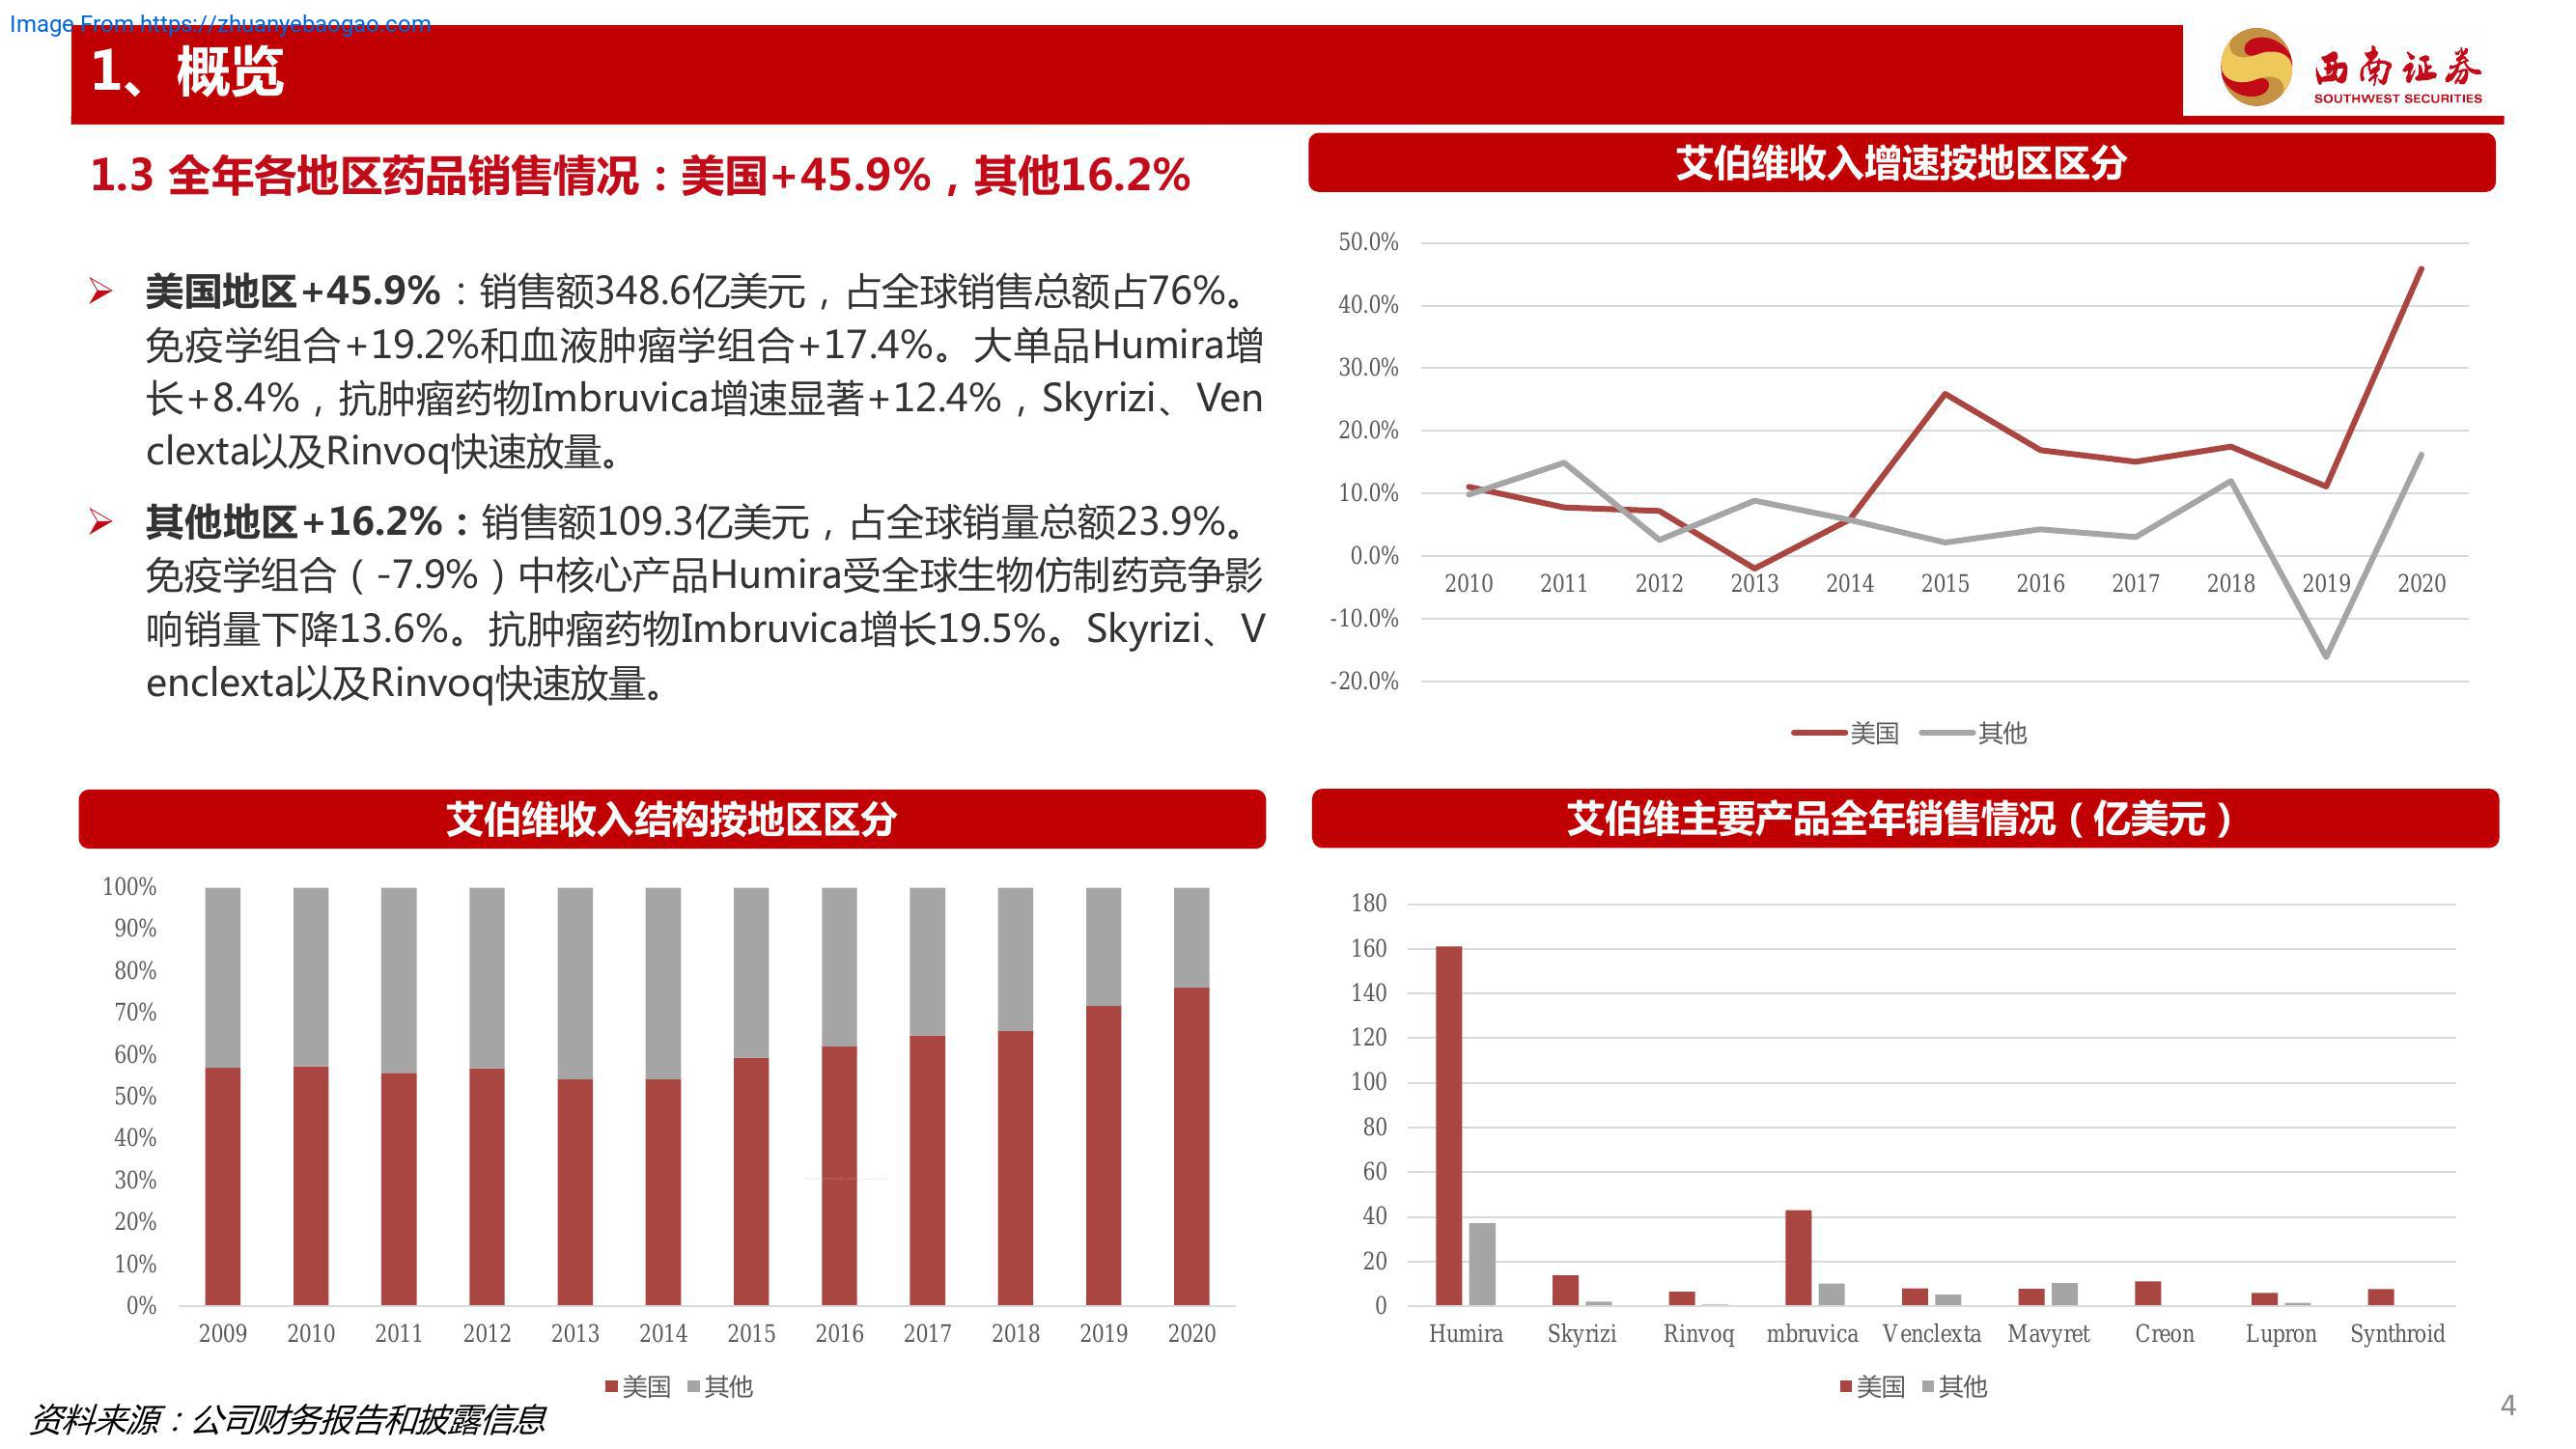 Image From https://zhuanyebaogao.com
1、概览
西南证券
SOUTHWEST SECURITIES
1.3 全年各地区药品销售情况：美国+45.9%，其他16.2%
美国地区+45.9%：销售额348.6亿美元，占全球销售总额占76%。
免疫学组合+19.2%和血液肿瘤学组合+17.4%。大单品Humira增
长+8.4%，抗肿瘤药物Imbruvica增速显著+12.4%，Skyrizi、Ven
clexta以及Rinvoq快速放量。
其他地区+16.2%：销售额109.3亿美元，占全球销量总额23.9%。
免疫学组合（-7.9%）中核心产品Humira受全球生物仿制药竞争影
响销量下降13.6%。抗肿瘤药物Imbruvica增长19.5%。Skyrizi、V
enclexta以及Rinvoq快速放量。
艾伯维收入增速按地区区分
50.0%
40.0%
30.0%
20.0%
10.0%
0.0%
2010 2011 2012 2013 2014 2015 2016 2017 2018 2019 2020
-10.0%
-20.0%
美国 其他
艾伯维收入结构按地区区分
100%
90%
80%
70%
60%
50%
40%
30%
20%
10%
0%
2009 2010 2011 2012 2013 2014 2015 2016 2017 2018 2019 2020
美国 其他
艾伯维主要产品全年销售情况（亿美元）
180
160
140
120
100
80
60
40
20
0
Humira Skyrizi Rinvoq mbruvica Venclexta Mavyret Creon Lupron Synthroid
美国 其他
资料来源：公司财务报告和披露信息
4